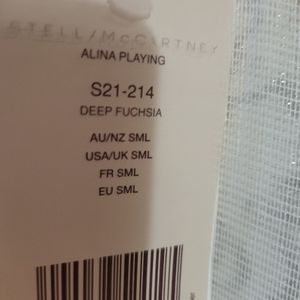 STELLA McCARTNEY
ALINA PLAYING
S21-214
DEEP FUCHSIA
AU/NZ SML
USA/UK SML
FR SML
EU SML